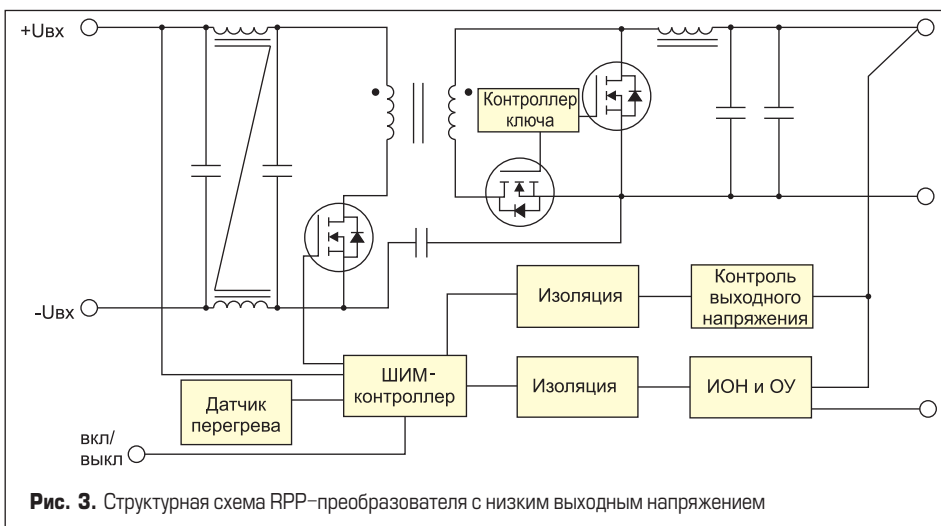 +Uвх
Контроллер
ключа
-Uвх
Изоляция
Контроль
выходного
напряжения
ШИМ-
контроллер
Изоляция
ИОН и ОУ
Датчик
перегрева
вкл/
выкл
Рис. 3. Структурная схема RPP–преобразователя с низким выходным напряжением